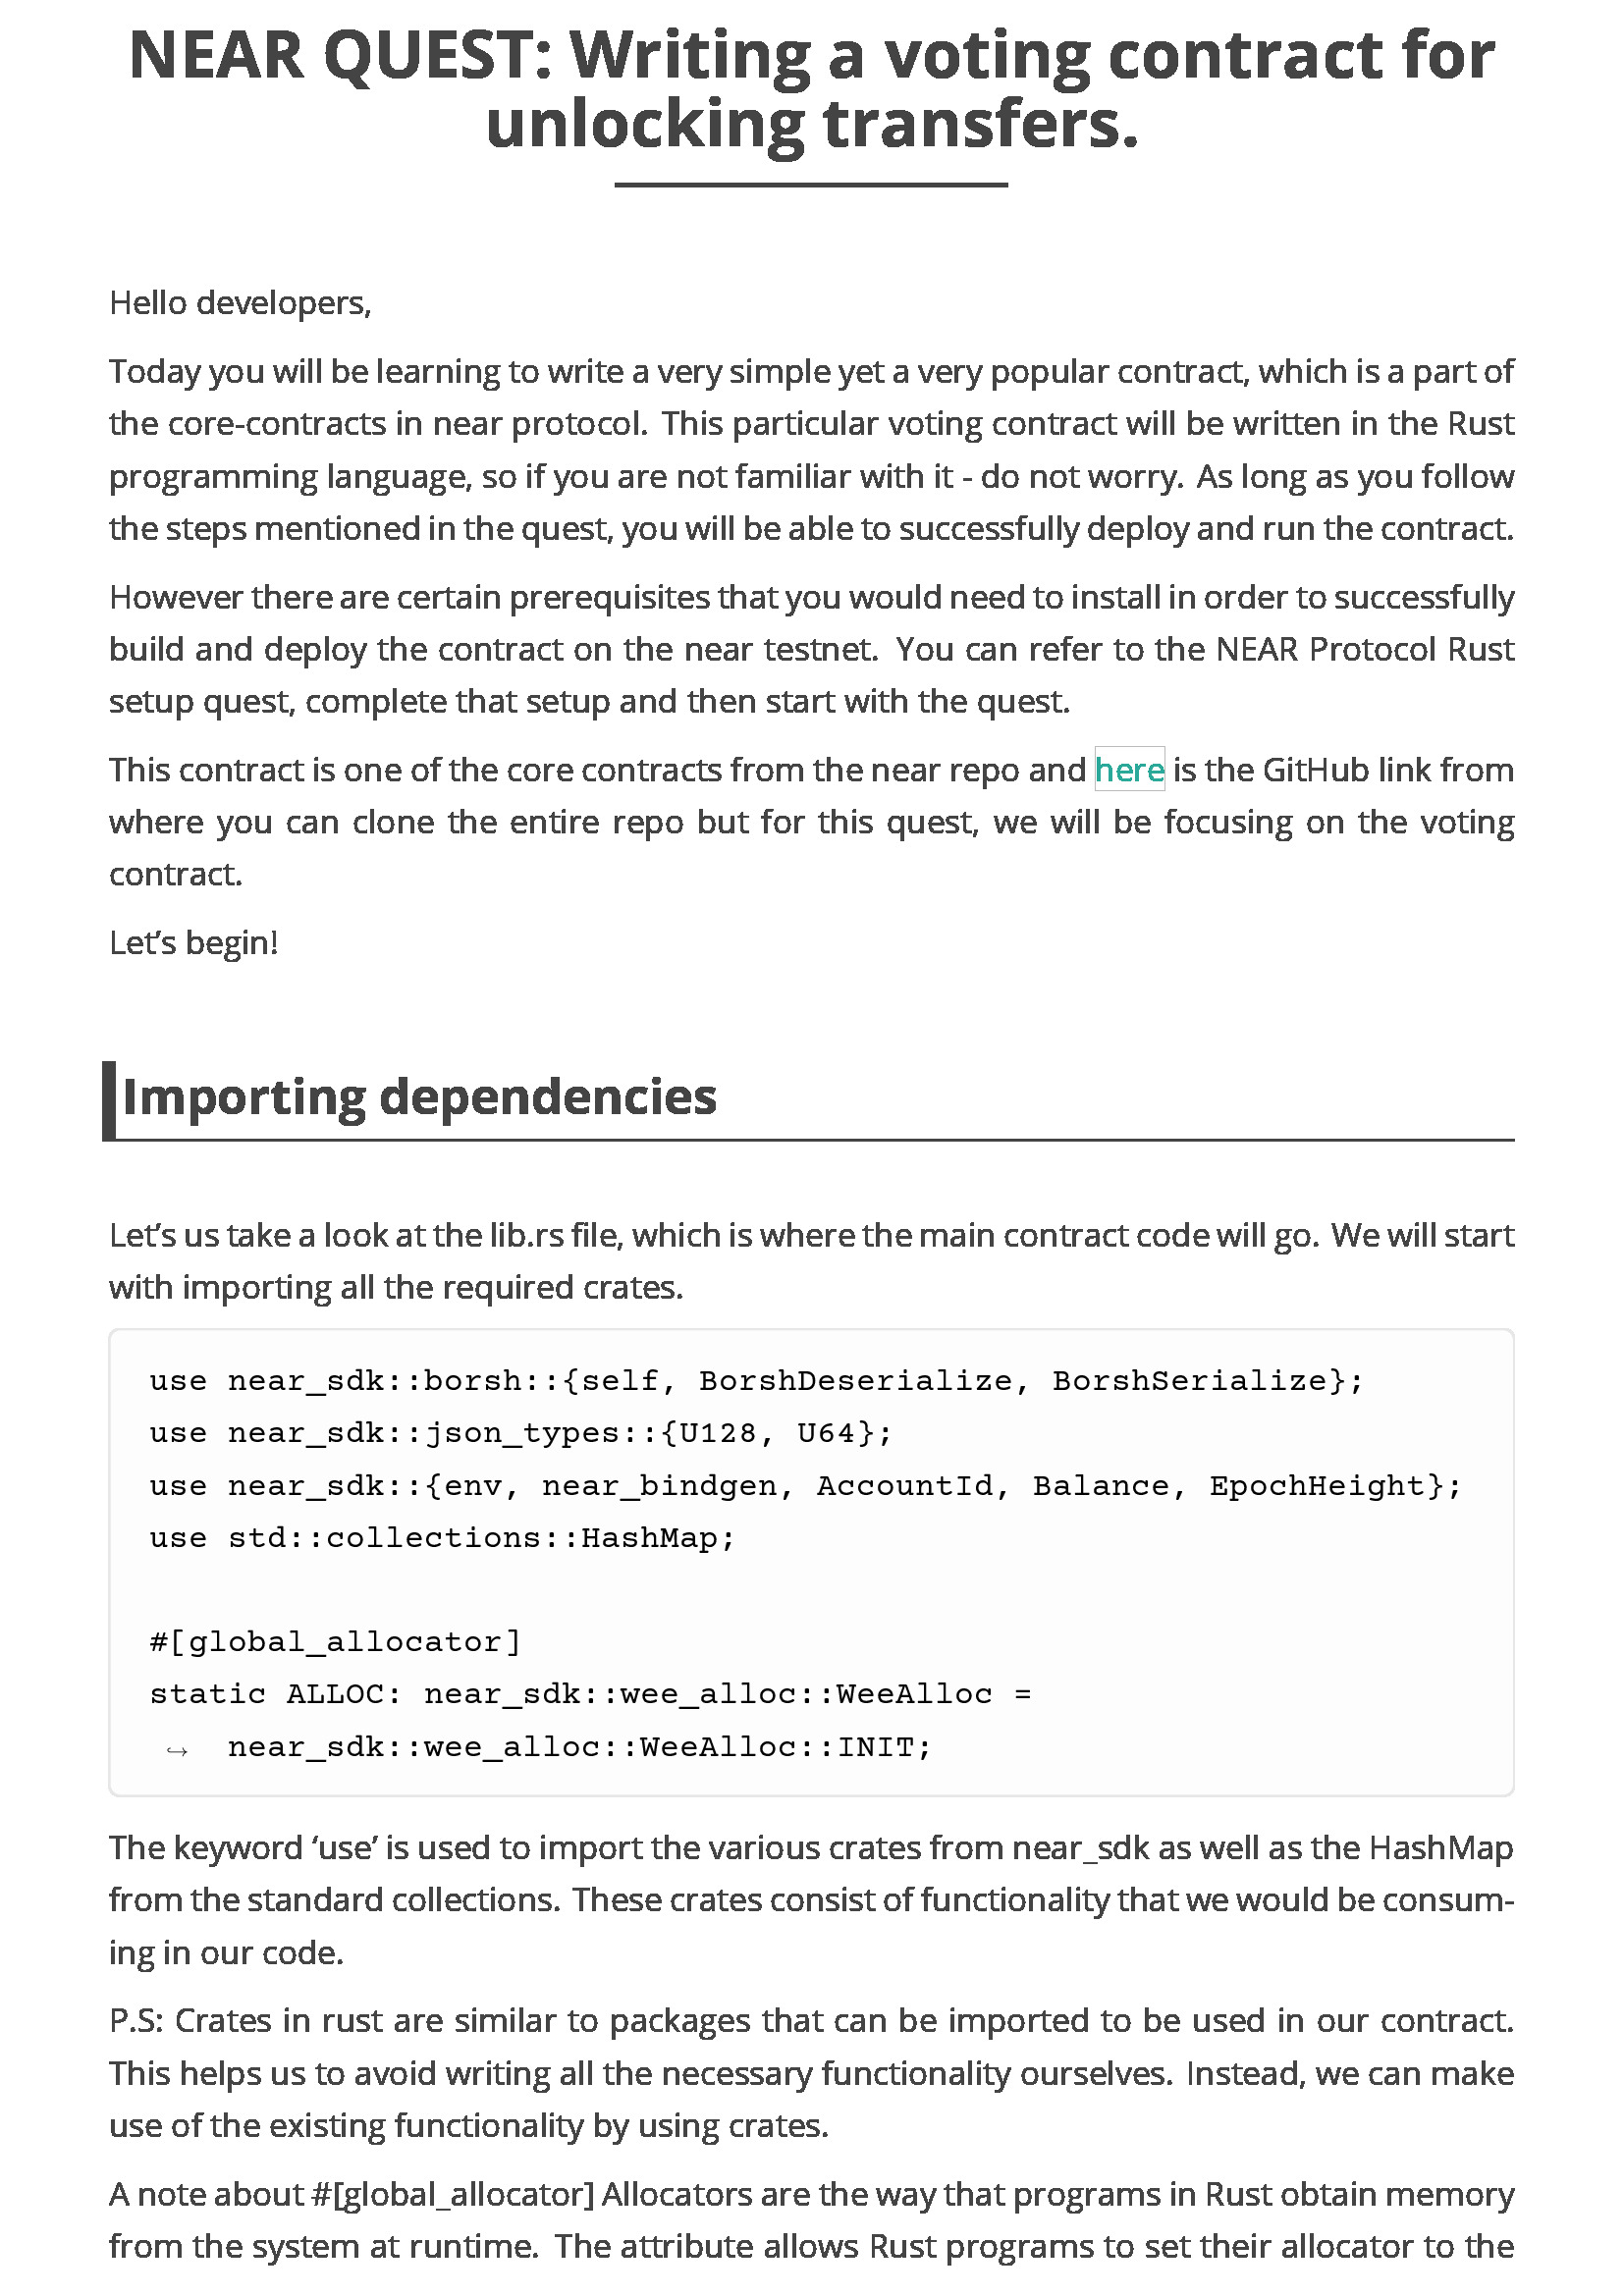 NEAR QUEST: Writing a voting contract for
unlocking transfers.
Hello developers,
Today you will be learning to write a very simple yet a very popular contract, which is a part of
the core-contracts in near protocol. This particular voting contract will be written in the Rust
programming language, so if you are not familiar with it - do not worry. As long as you follow
the steps mentioned in the quest, you will be able to successfully deploy and run the contract.
However there are certain prerequisites that you would need to install in order to successfully
build and deploy the contract on the near testnet. You can refer to the NEAR Protocol Rust
setup quest, complete that setup and then start with the quest.
This contract is one of the core contracts from the near repo and here is the GitHub link from
where you can clone the entire repo but for this quest, we will be focusing on the voting
contract.
Let’s begin!
Importing dependencies
Let’s us take a look at the lib.rs file, which is where the main contract code will go. We will start
with importing all the required crates.
use near_sdk::borsh::{self, BorshDeserialize, BorshSerialize};
use near_sdk::json_types::{U128, U64};
use near_sdk::{env, near_bindgen, AccountId, Balance, EpochHeight};
use std::collections::HashMap;
#[global_allocator]
static ALLOC: near_sdk::wee_alloc::WeeAlloc =
↪ near_sdk::wee_alloc::WeeAlloc::INIT;
The keyword ‘use’ is used to import the various crates from near_sdk as well as the HashMap
from the standard collections. These crates consist of functionality that we would be consum-
ing in our code.
P.S: Crates in rust are similar to packages that can be imported to be used in our contract.
This helps us to avoid writing all the necessary functionality ourselves. Instead, we can make
use of the existing functionality by using crates.
A note about #[global_allocator] Allocators are the way that programs in Rust obtain memory
from the system at runtime. The attribute allows Rust programs to set their allocator to the